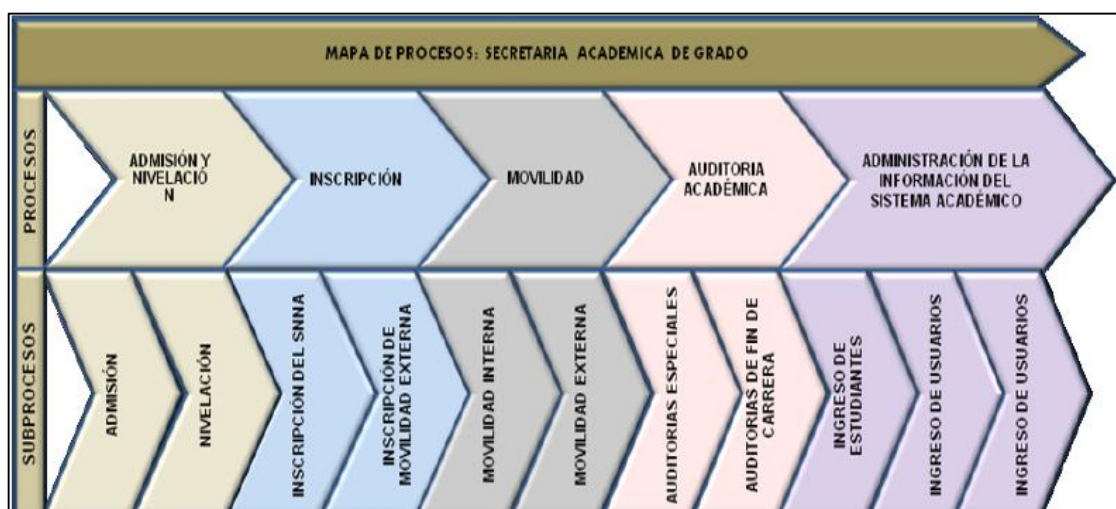 MAPA DE PROCESOS: SECRETARIA ACADEMICA DE GRADO
PROCESOS
ADMISIÓN Y
NIVELACIÓ
N
INSCRIPCIÓN
MOVILIDAD
AUDITORIA
ACADÉMICA
ADMINISTRACIÓN DE LA
INFORMACIÓN DEL
SISTEMA ACADÉMICO
SUBPROCESOS
ADMISIÓN
NIVELACIÓN
INSCRIPCIÓN DEL SNNA
INSCRIPCIÓN DE
MOVILIDAD EXTERNA
MOVILIDAD INTERNA
MOVILIDAD EXTERNA
AUDITORIAS ESPECIALES
AUDITORIAS DE FIN DE
CARRERA
INGRESO DE
ESTUDIANTES
INGRESO DE USUARIOS
INGRESO DE USUARIOS